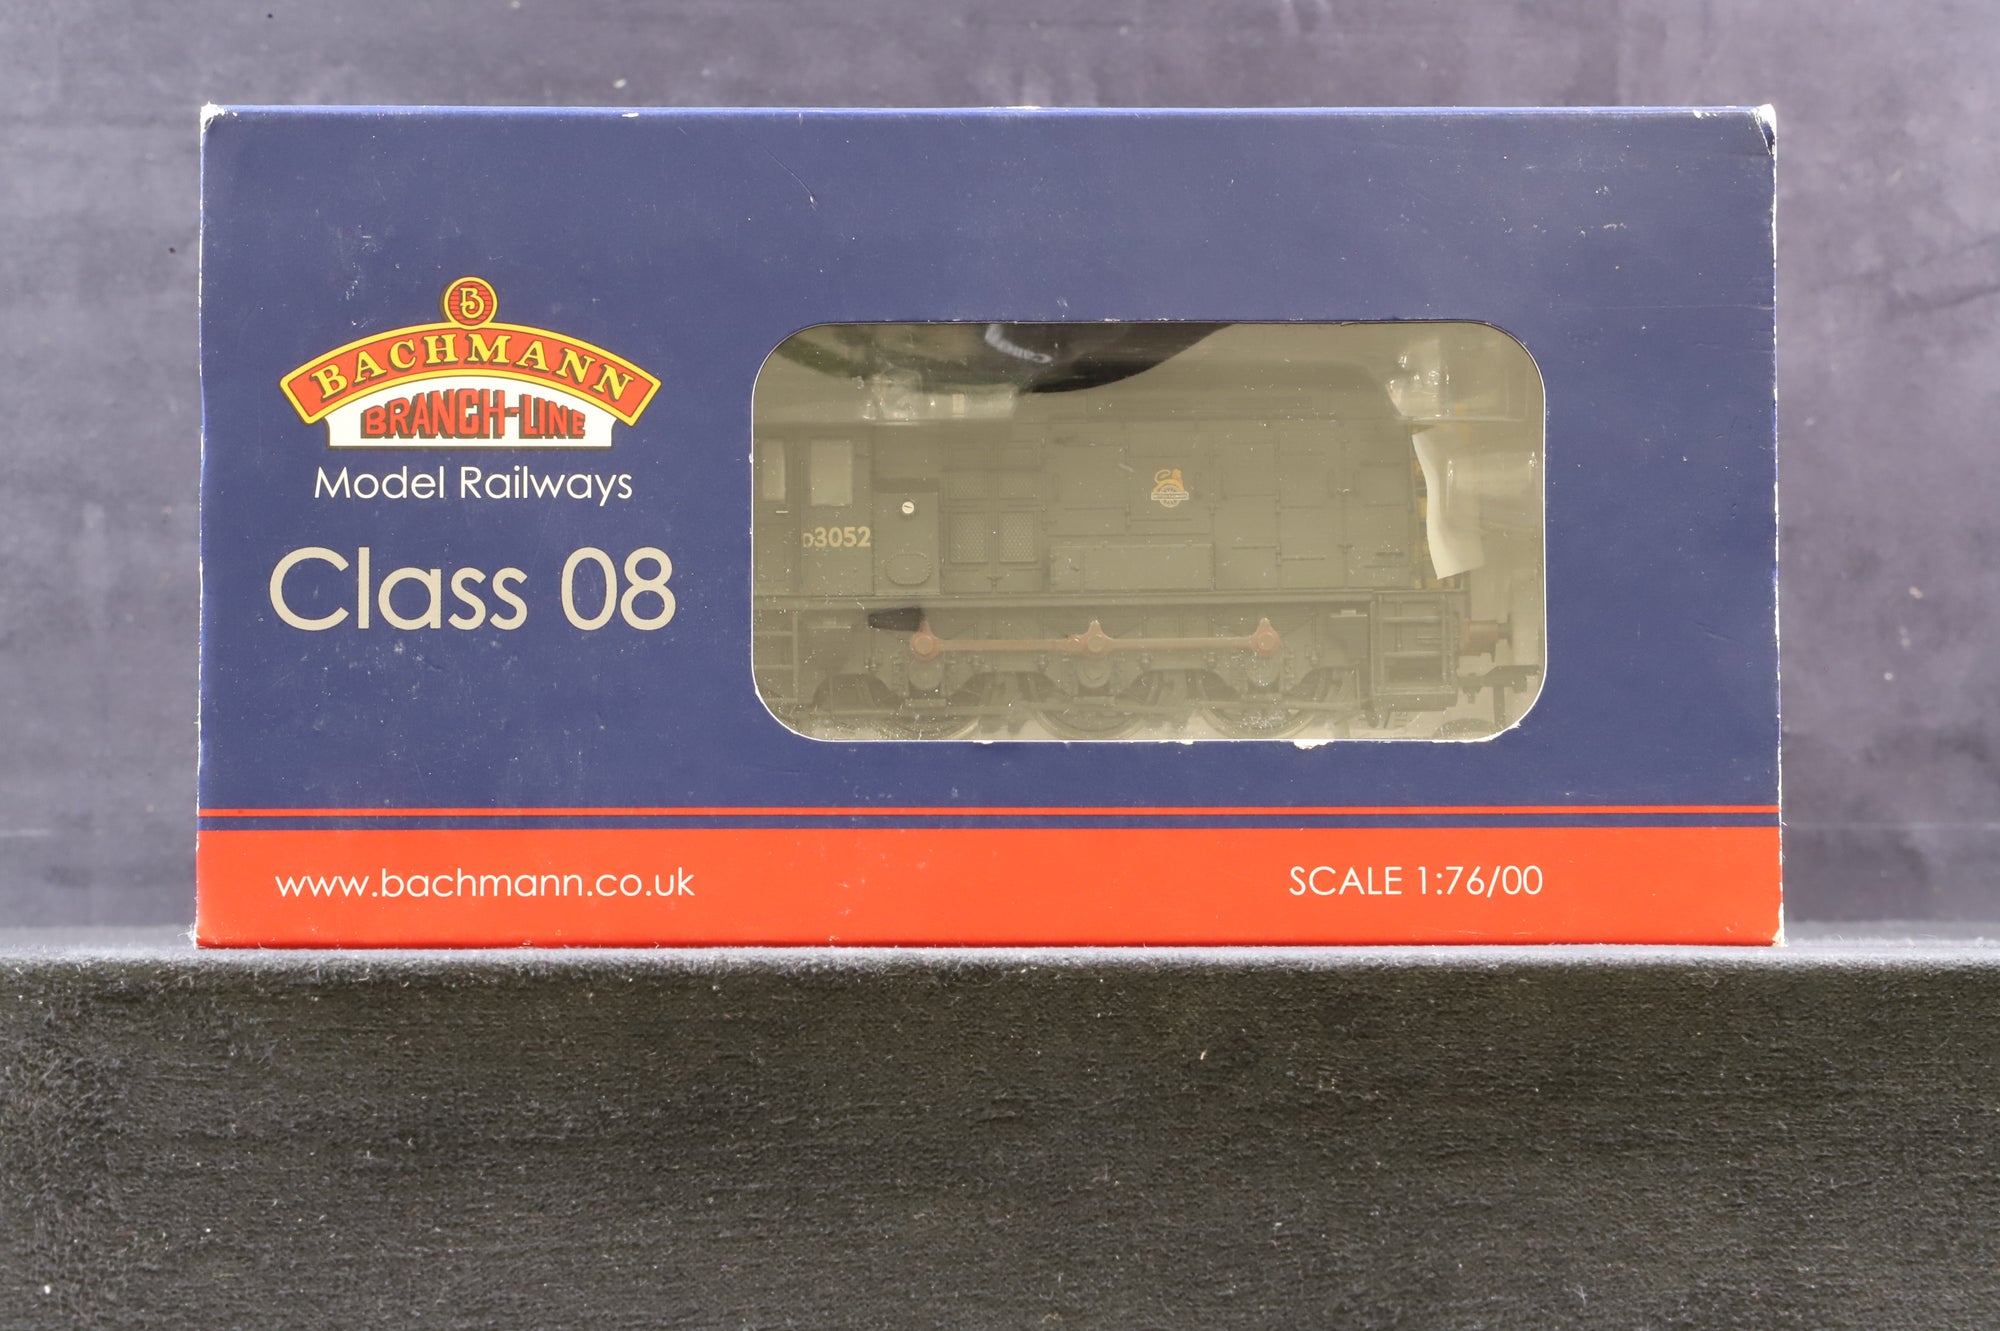 B
BACHMANN
BRANCH-LINE
Model Railways
Class 08
D3052
www.bachmann.co.uk
SCALE 1:76/00